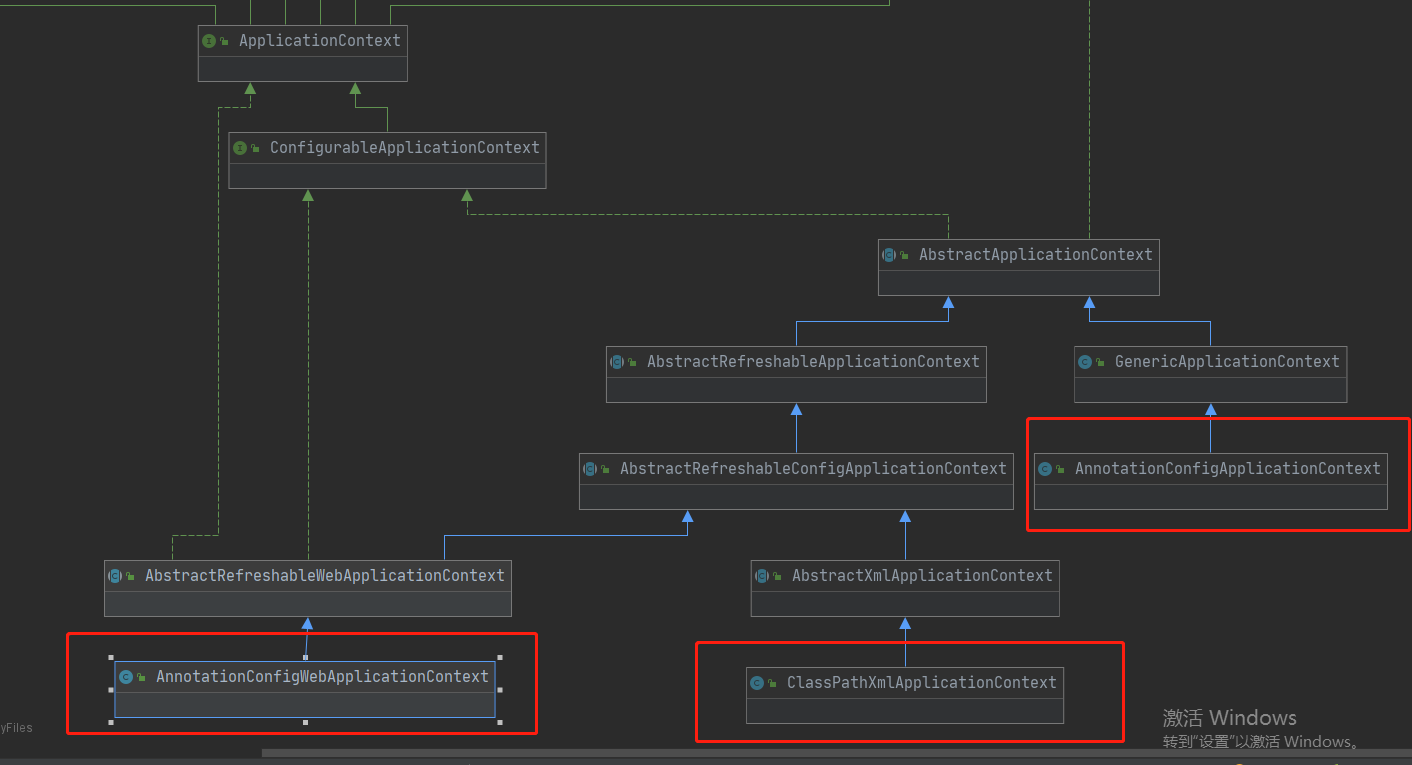 ApplicationContext
ConfigurableApplicationContext
AbstractApplicationContext
AbstractRefreshableApplicationContext
GenericApplicationContext
AbstractRefreshableConfigApplicationContext
AnnotationConfigApplicationContext
AbstractRefreshableWebApplicationContext
AbstractXmlApplicationContext
AnnotationConfigWebApplicationContext
ClassPathXmlApplicationContext
yFiles
激活 Windows
转到"设置"以激活 Windows。